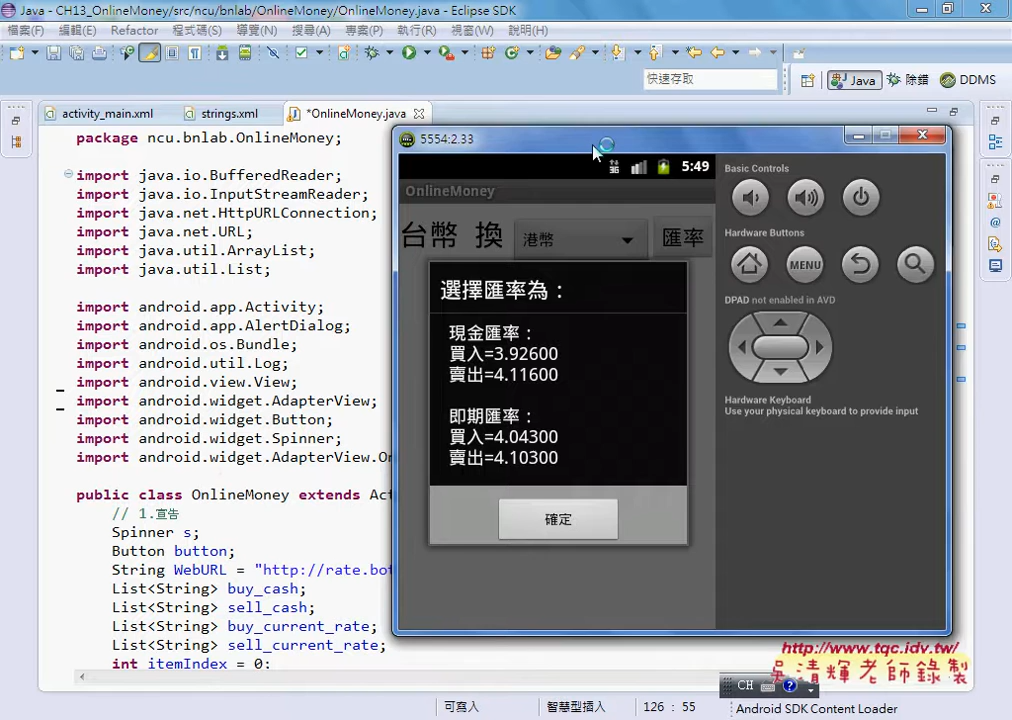 Java - CH13_OnlineMoney/src/ncu/bnlab/OnlineMoney/OnlineMoney.java - Eclipse SDK
檔案(F) 編輯(E) Refactor 程式碼(S) 導覽(N) 搜尋(A) 專案(P) 執行(R) 視窗(W) 說明(H)
快速存取
Java 除錯 DDMS
activity_main.xml strings.xml *OnlineMoney.java
package ncu.bnlab.OnlineMoney;
import java.io.BufferedReader;
import java.io.InputStreamReader;
import java.net.HttpURLConnection;
import java.net.URL;
import java.util.ArrayList;
import java.util.List;
import android.app.Activity;
import android.app.AlertDialog;
import android.os.Bundle;
import android.util.Log;
import android.view.View;
import android.widget.AdapterView;
import android.widget.Button;
import android.widget.Spinner;
import android.widget.AdapterView.On
public class OnlineMoney extends Act
// 1.宣告
Spinner s;
Button button;
String WebURL = "http://rate.bot
List<String> buy_cash;
List<String> sell_cash;
List<String> buy_current_rate;
List<String> sell_current_rate;
int itemIndex = 0;
5554:2.33
3G 5:49
OnlineMoney
台幣 換 港幣 匯率
選擇匯率為：
現金匯率：
買入=3.92600
賣出=4.11600
即期匯率：
買入=4.04300
賣出=4.10300
確定
Basic Controls
Hardware Buttons
MENU
DPAD not enabled in AVD
Hardware Keyboard
Use your physical keyboard to provide input
http://www.tqc.idv.tw/
吳清輝老師錄製
CH
可寫入 智慧型插入 126 : 55 Android SDK Content Loader